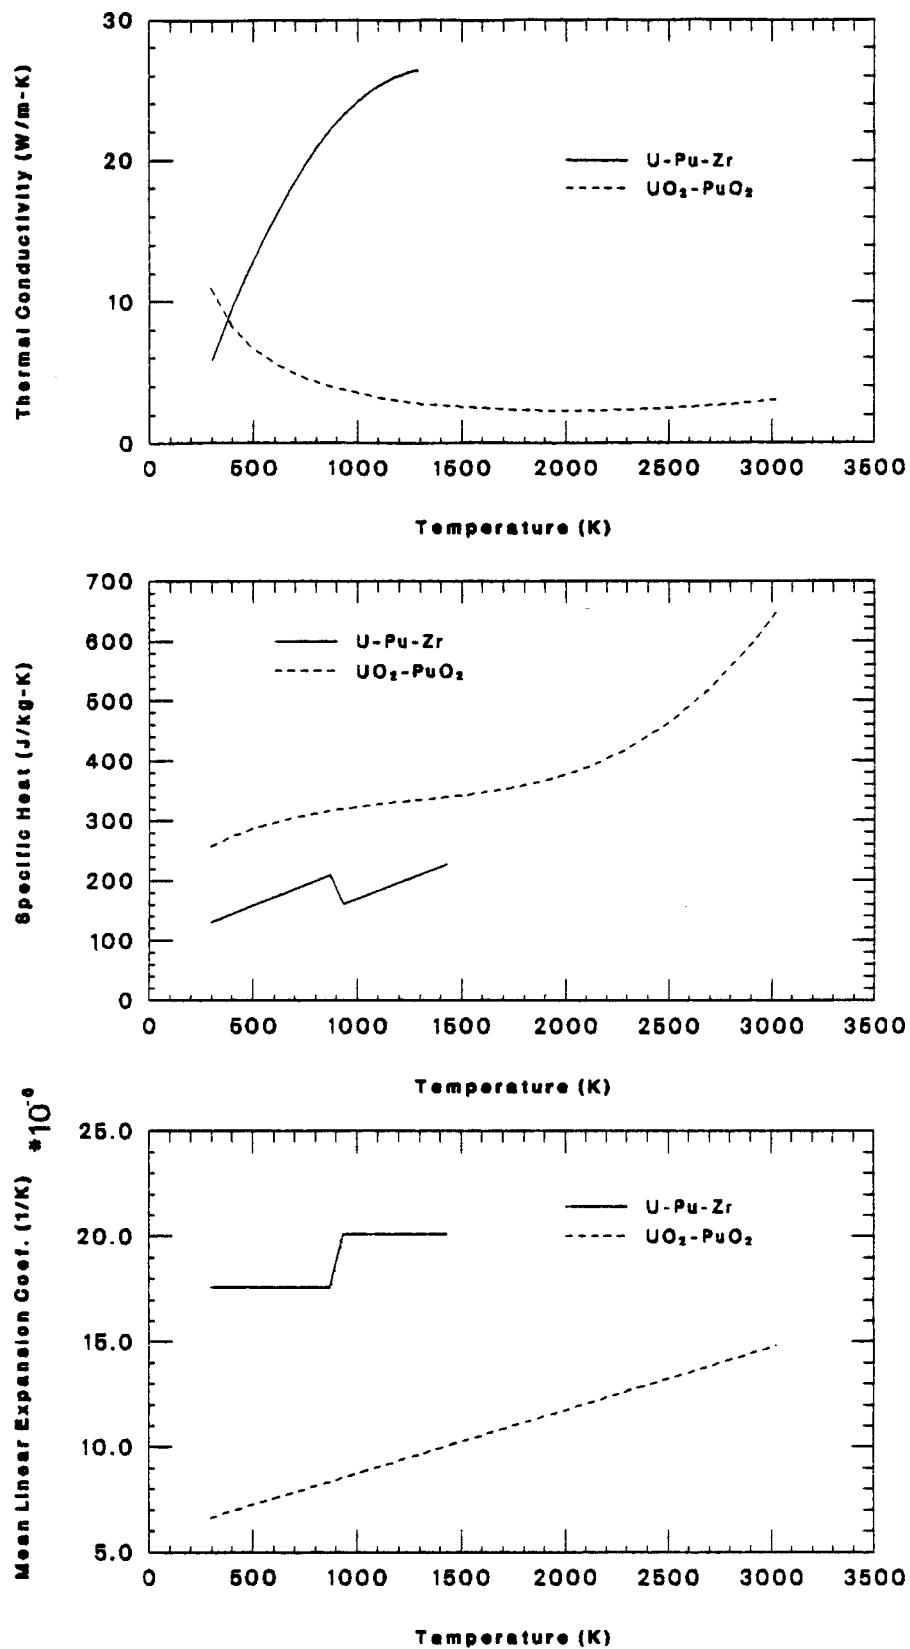 30
20
10
0
Thermal Conductivity (W/m-K)
U-Pu-Zr
UO₂-PuO₂
0 500 1000 1500 2000 2500 3000 3500
Temperature (K)
700
600
500
400
300
200
100
0
Specific Heat (J/kg-K)
U-Pu-Zr
UO₂-PuO₂
0 500 1000 1500 2000 2500 3000 3500
Temperature (K)
*10⁻⁶
25.0
20.0
15.0
10.0
5.0
Mean Linear Expansion Coef. (1/K)
U-Pu-Zr
UO₂-PuO₂
0 500 1000 1500 2000 2500 3000 3500
Temperature (K)